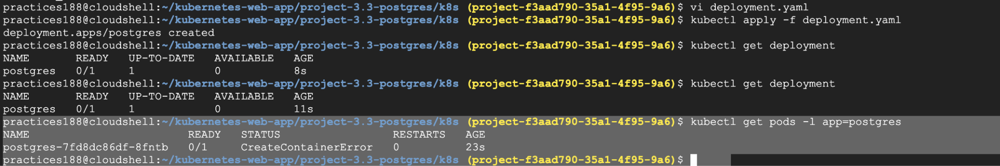 practices188@cloudshell:~/kubernetes-web-app/project-3.3-postgres/k8s (project-f3aad790-35a1-4f95-9a6)$ vi deployment.yaml
practices188@cloudshell:~/kubernetes-web-app/project-3.3-postgres/k8s (project-f3aad790-35a1-4f95-9a6)$ kubectl apply -f deployment.yaml
deployment.apps/postgres created
practices188@cloudshell:~/kubernetes-web-app/project-3.3-postgres/k8s (project-f3aad790-35a1-4f95-9a6)$ kubectl get deployment
NAME       READY   UP-TO-DATE   AVAILABLE   AGE
postgres   0/1     1            0           8s
practices188@cloudshell:~/kubernetes-web-app/project-3.3-postgres/k8s (project-f3aad790-35a1-4f95-9a6)$ kubectl get deployment
NAME       READY   UP-TO-DATE   AVAILABLE   AGE
postgres   0/1     1            0           11s
practices188@cloudshell:~/kubernetes-web-app/project-3.3-postgres/k8s (project-f3aad790-35a1-4f95-9a6)$ kubectl get pods -l app=postgres
NAME                        READY   STATUS                 RESTARTS   AGE
postgres-7fd8dc86df-8fntb   0/1     CreateContainerError   0          23s
practices188@cloudshell:~/kubernetes-web-app/project-3.3-postgres/k8s (project-f3aad790-35a1-4f95-9a6)$